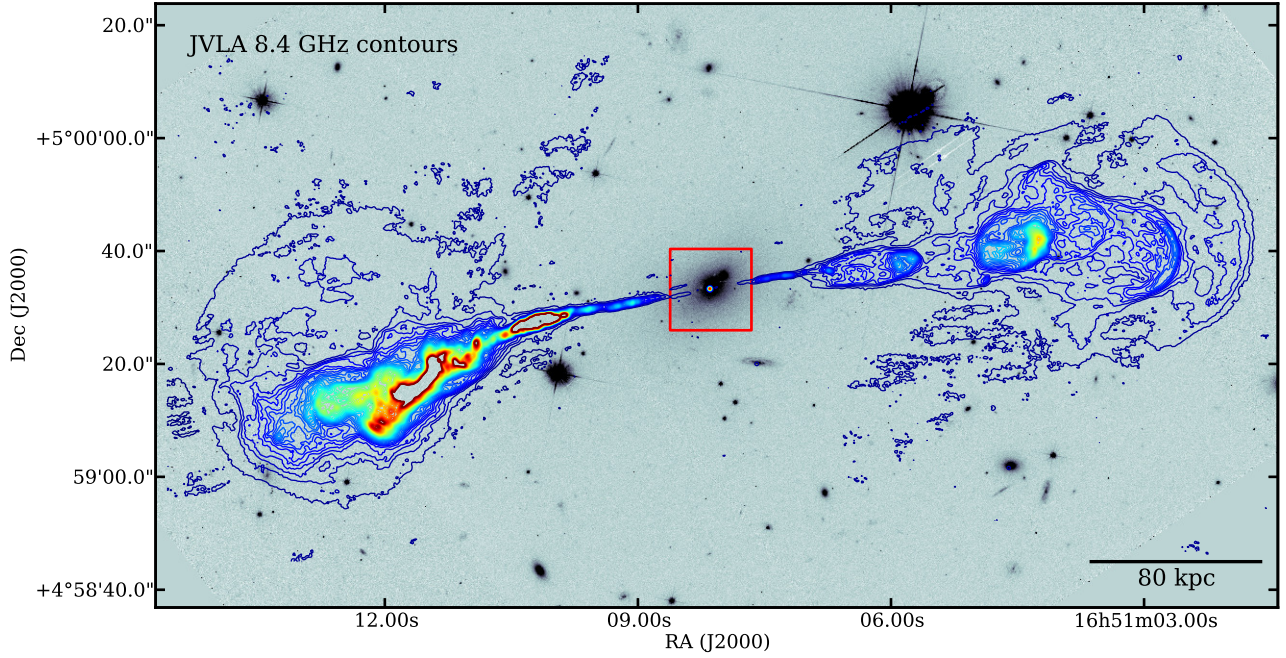 JVLA 8.4 GHz contours
20.0"
+5°00'00.0"
40.0"
20.0"
59'00.0"
+4°58'40.0"
Dec (J2000)
80 kpc
12.00s
09.00s
06.00s
16h51m03.00s
RA (J2000)